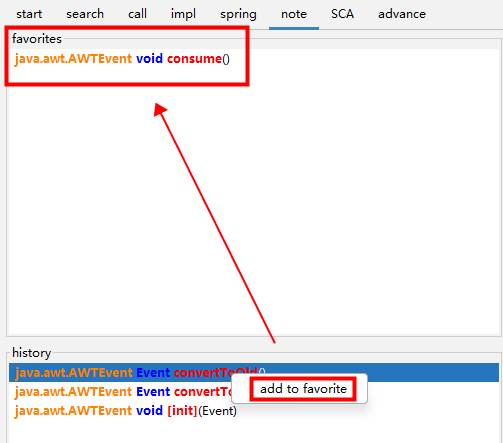 start search call impl spring note SCA advance
favorites
java.awt.AWTEvent void consume()
history
java.awt.AWTEvent Event convertToOld()
add to favorite
java.awt.AWTEvent Event convertTo
java.awt.AWTEvent void [init](Event)